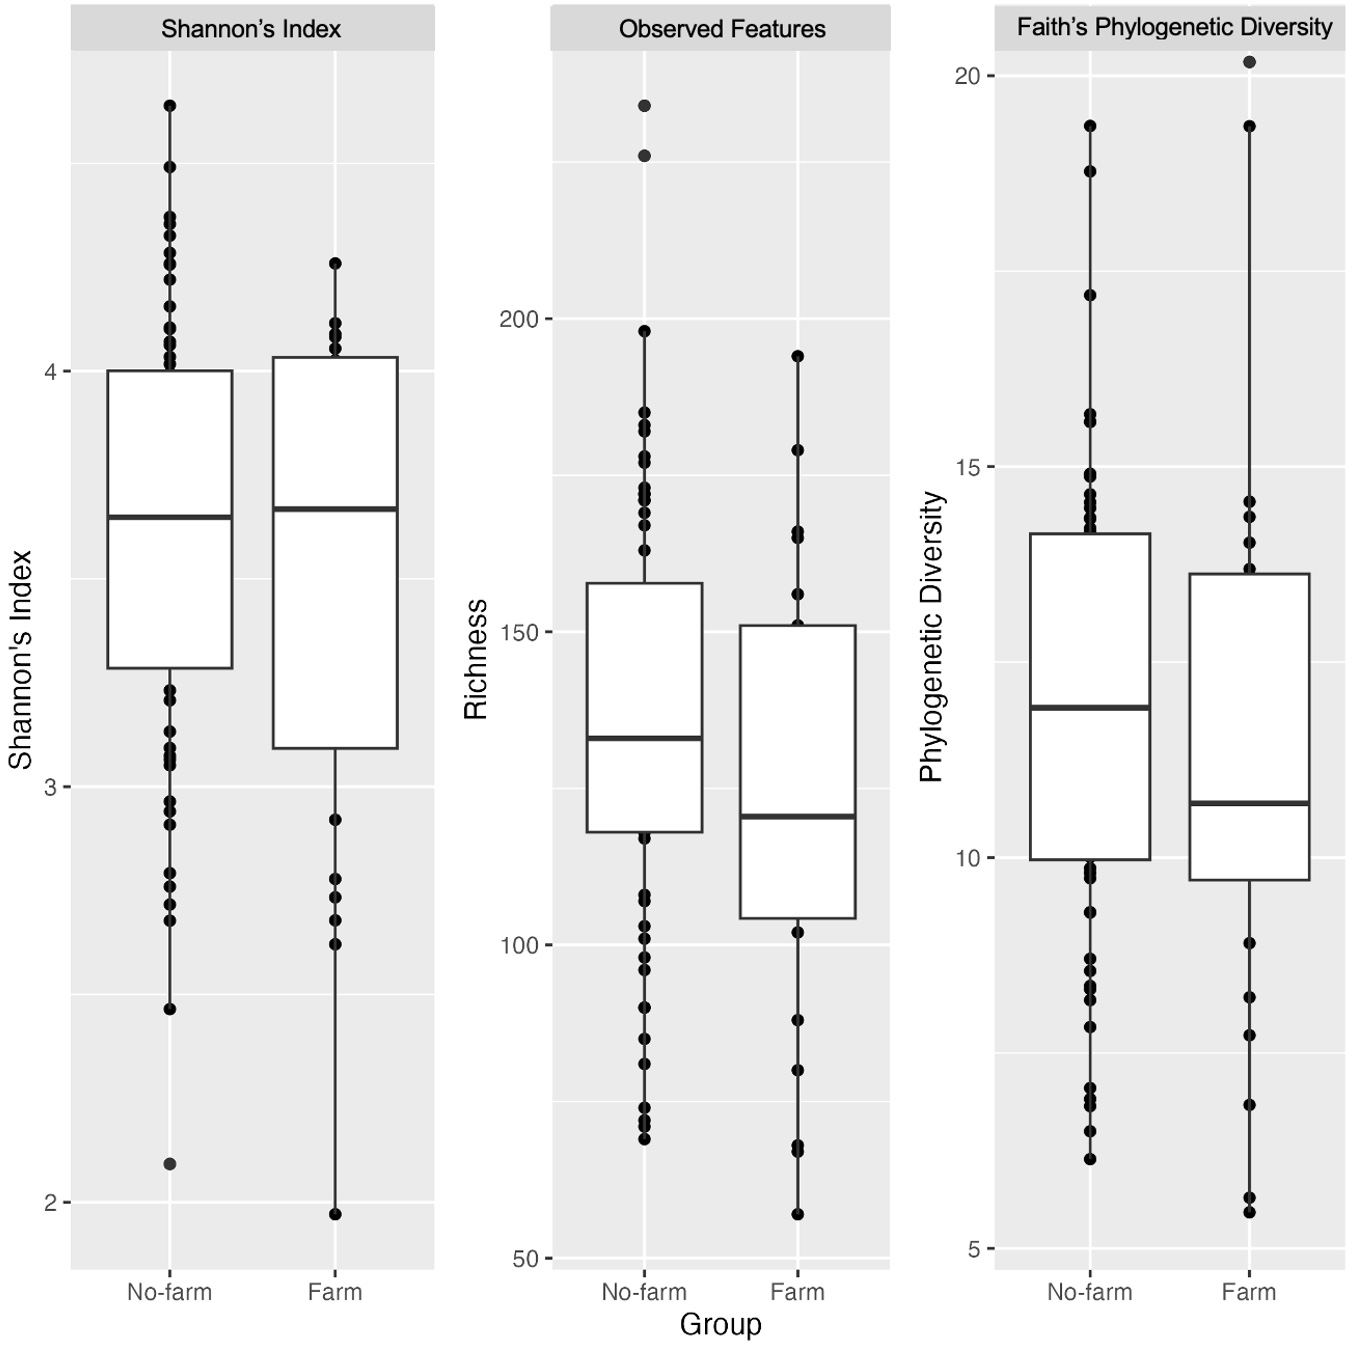 Shannon’s Index
Observed Features
Faith’s Phylogenetic Diversity
Shannon's Index
4
3
2
No-farm
Farm
Richness
200
150
100
50
No-farm
Farm
Phylogenetic Diversity
20
15
10
5
No-farm
Farm
Group